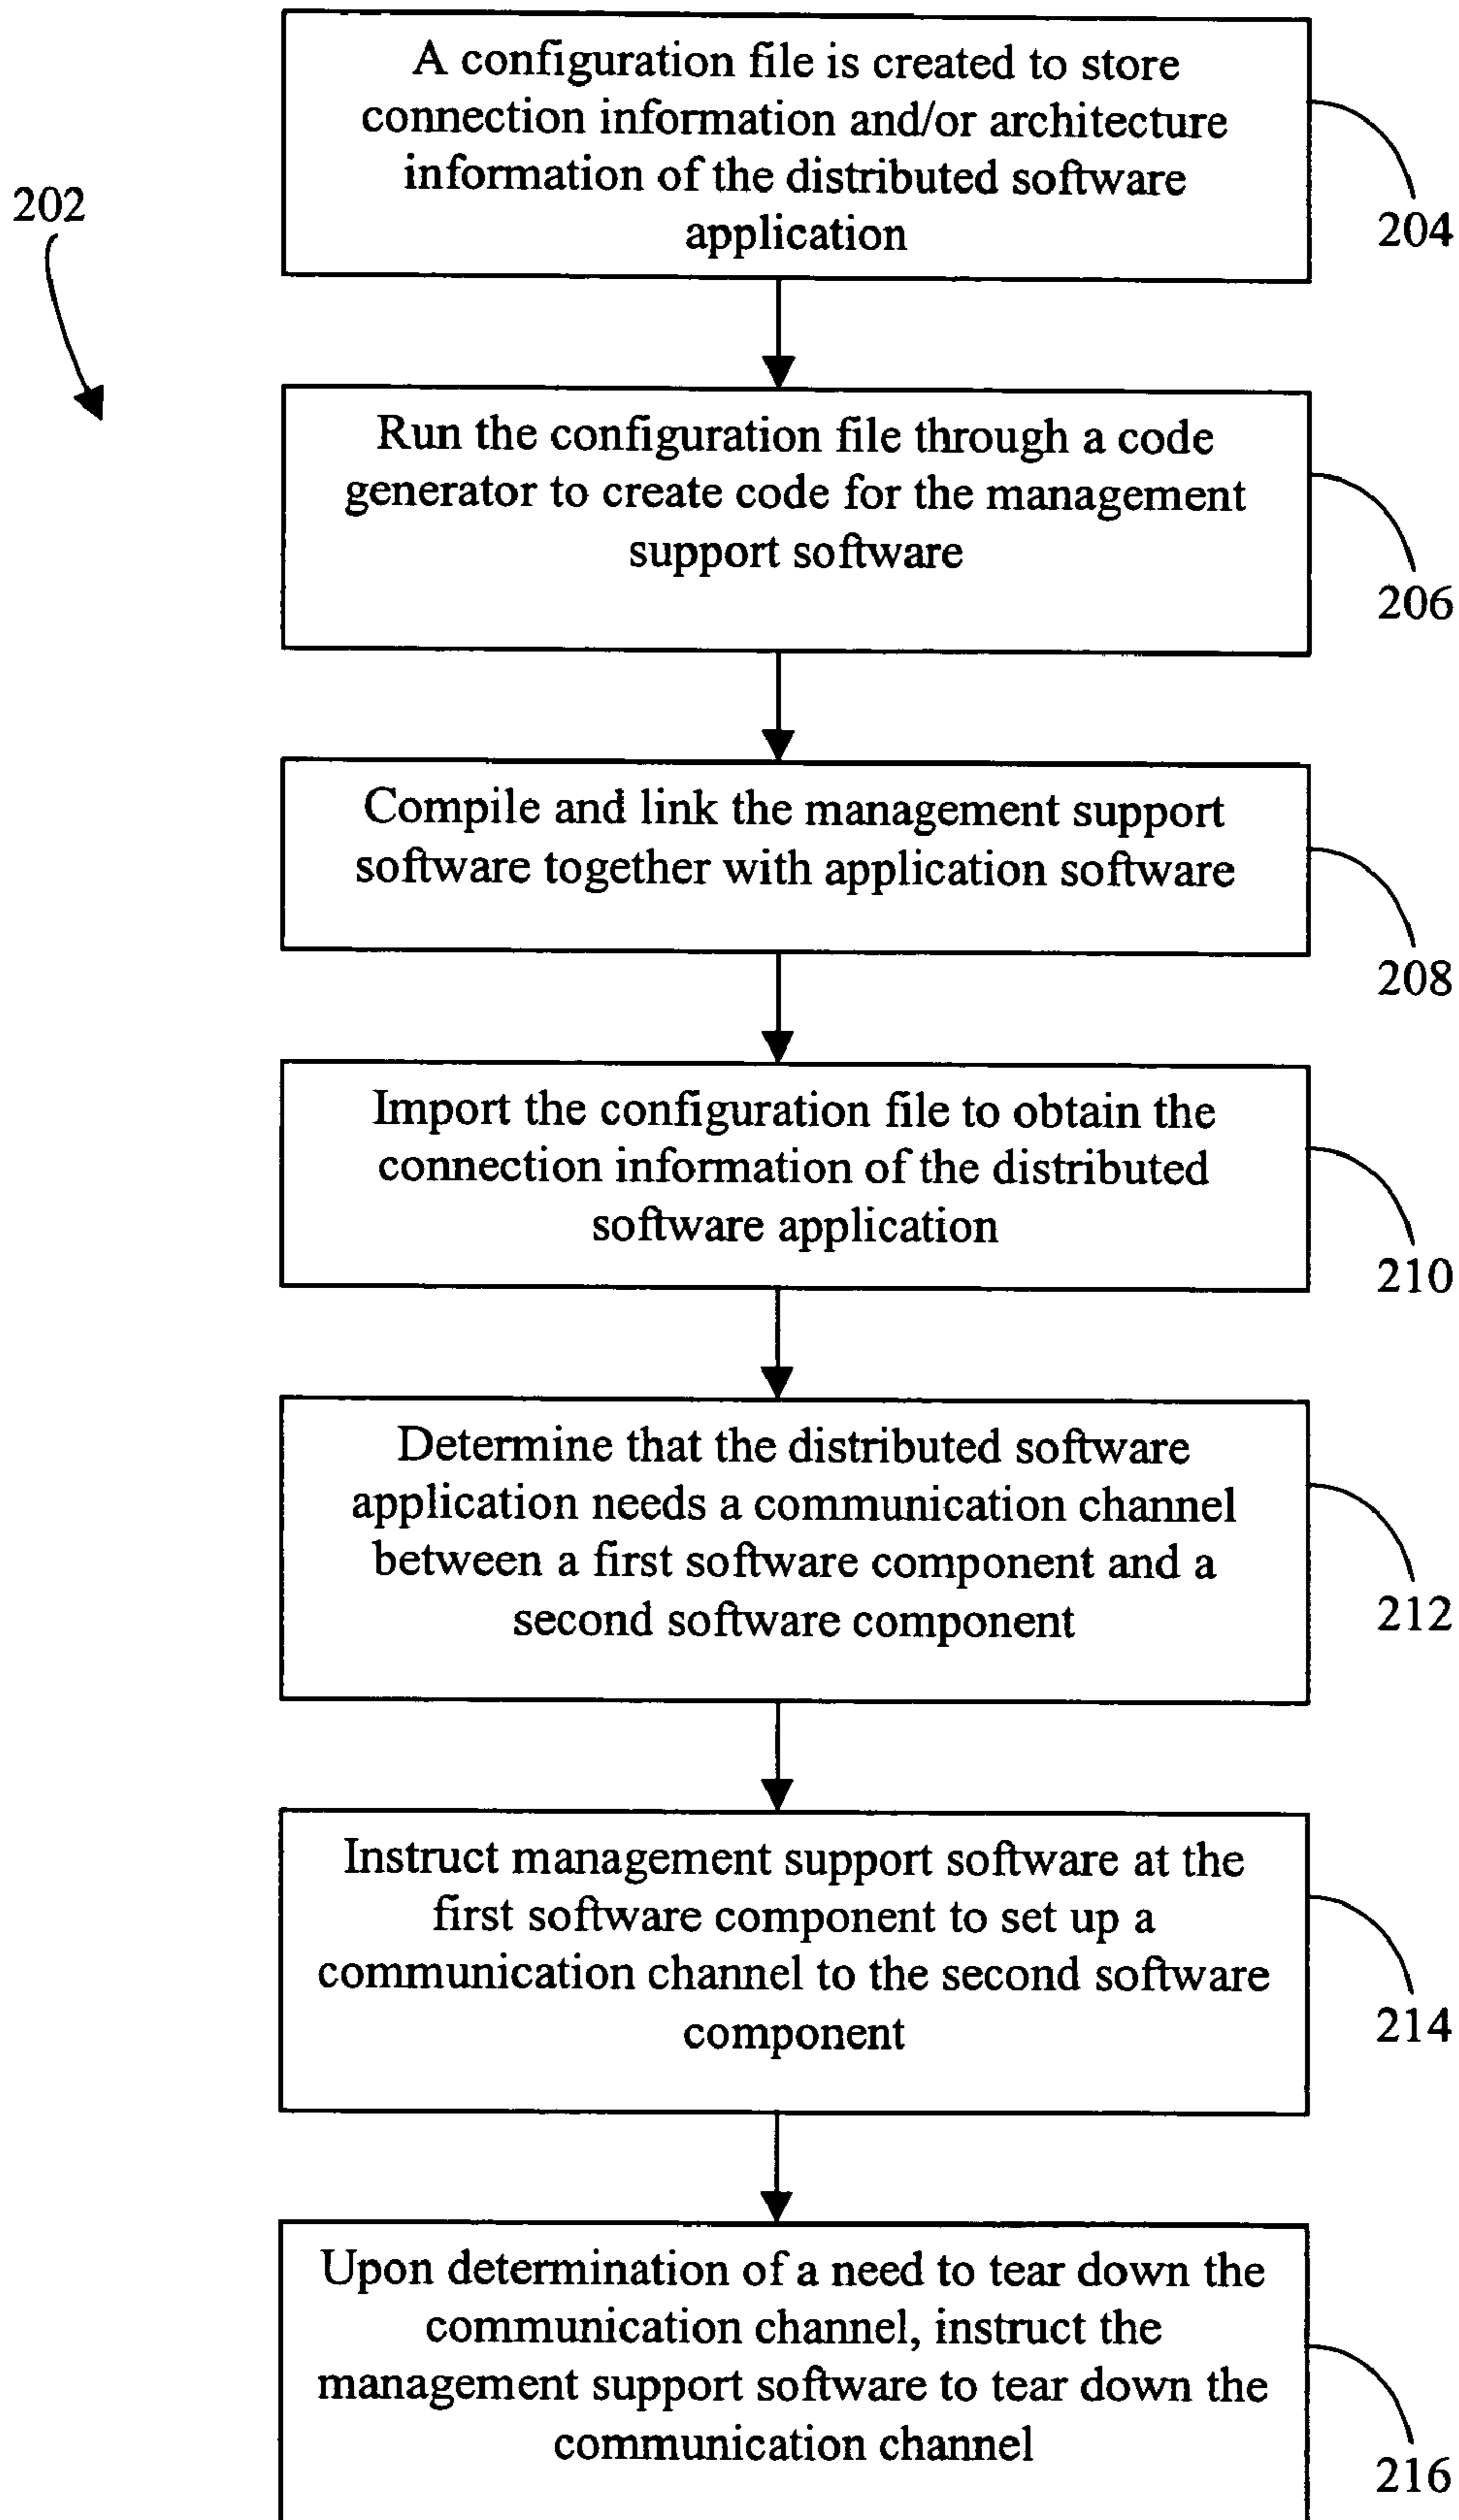 A configuration file is created to store
connection information and/or architecture
information of the distributed software
application
202
204
Run the configuration file through a code
generator to create code for the management
support software
206
Compile and link the management support
software together with application software
208
Import the configuration file to obtain the
connection information of the distributed
software application
210
Determine that the distributed software
application needs a communication channel
between a first software component and a
second software component
212
Instruct management support software at the
first software component to set up a
communication channel to the second software
component
214
Upon determination of a need to tear down the
communication channel, instruct the
management support software to tear down the
communication channel
216